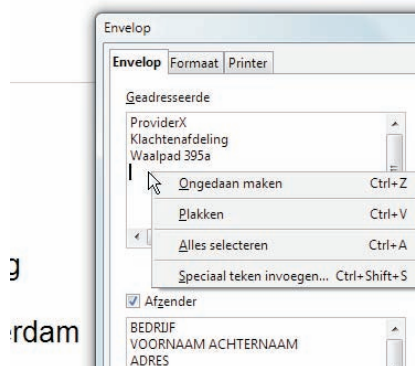 Envelop
Envelop Formaat Printer
Geadresseerde
ProviderX
Klachtenafdeling
Waalpad 395a
Ongedaan maken Ctrl+Z
Plakken Ctrl+V
Alles selecteren Ctrl+A
Speciaal teken invoegen... Ctrl+Shift+S
g
Afzender
rdam
BEDRIJF
VOORNAAM ACHTERNAAM
ADRES